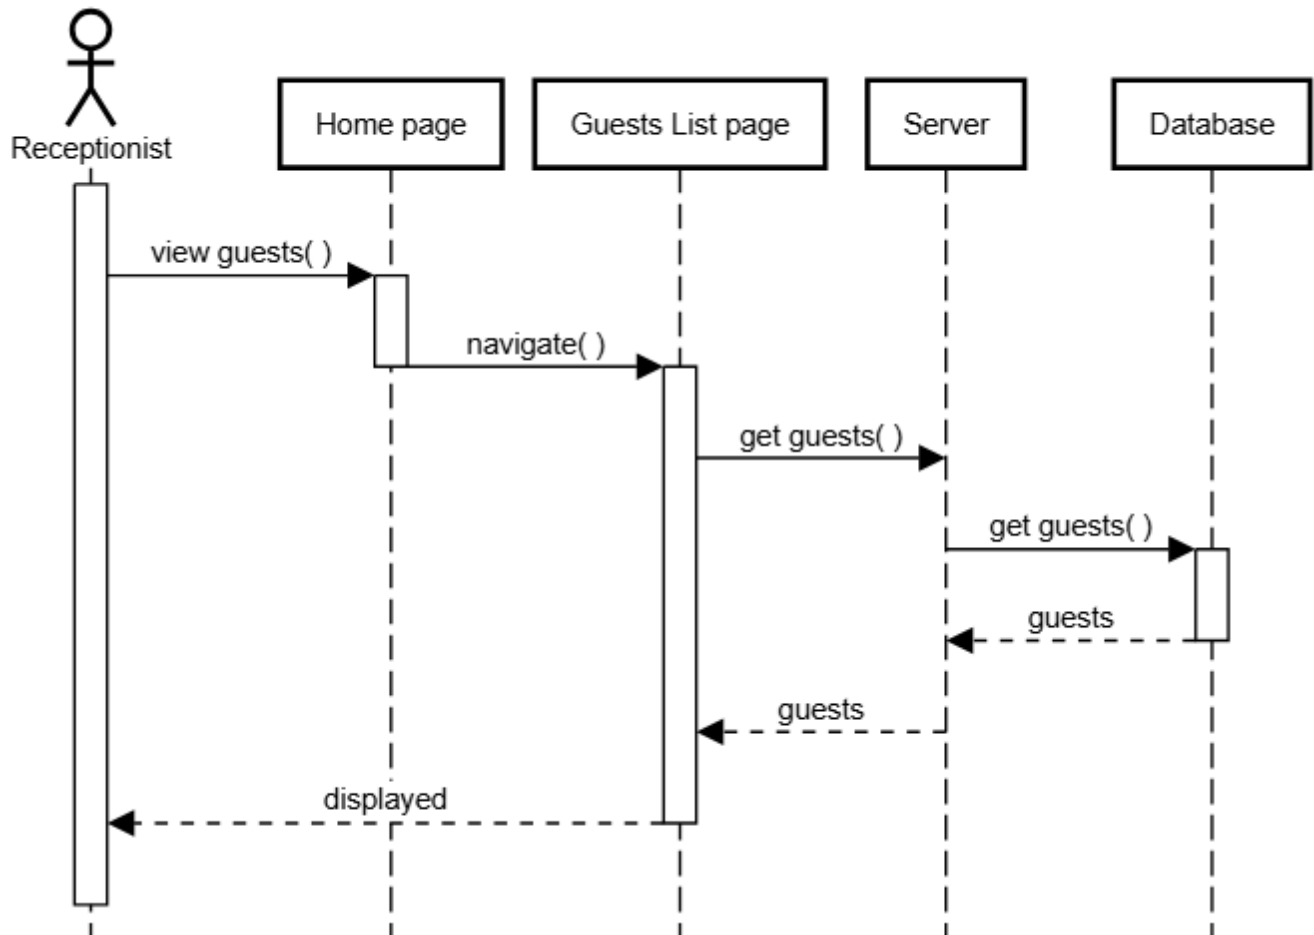 Receptionist
Home page
Guests List page
Server
Database
view guests( )
navigate( )
get guests( )
get guests( )
guests
guests
displayed